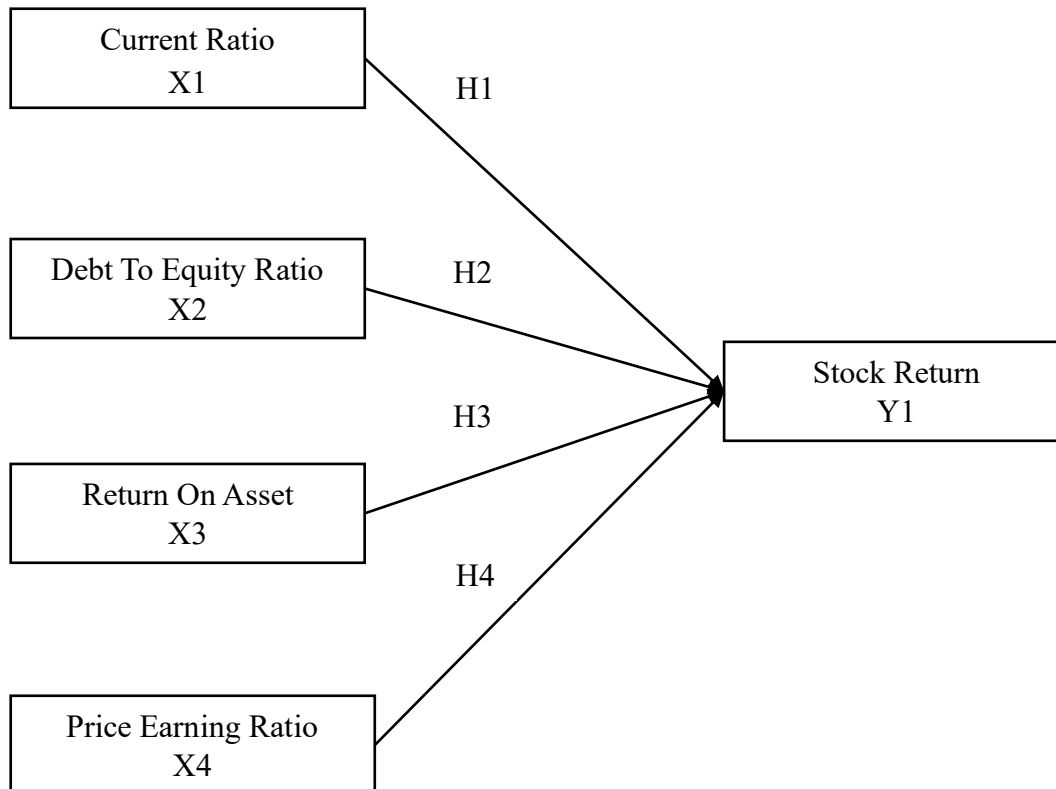 Current Ratio
X1
H1
Debt To Equity Ratio
X2
H2
Stock Return
Y1
H3
Return On Asset
X3
H4
Price Earning Ratio
X4